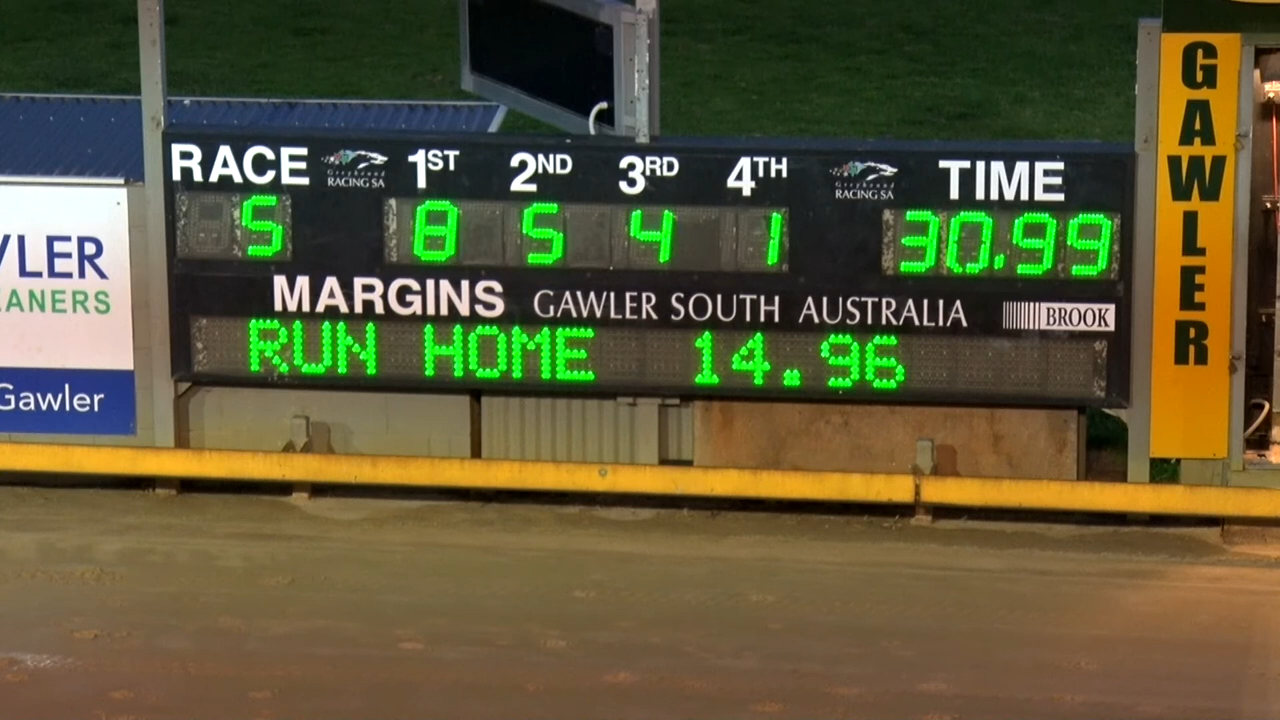 GAWLER
RACE
Greyhound
RACING SA
1ST 2ND 3RD 4TH
Greyhound
RACING SA
TIME
5 8 5 4 1 30.99
MARGINS GAWLER SOUTH AUSTRALIA BROOK
RUN HOME 14.96
WLER
EANERS
Gawler